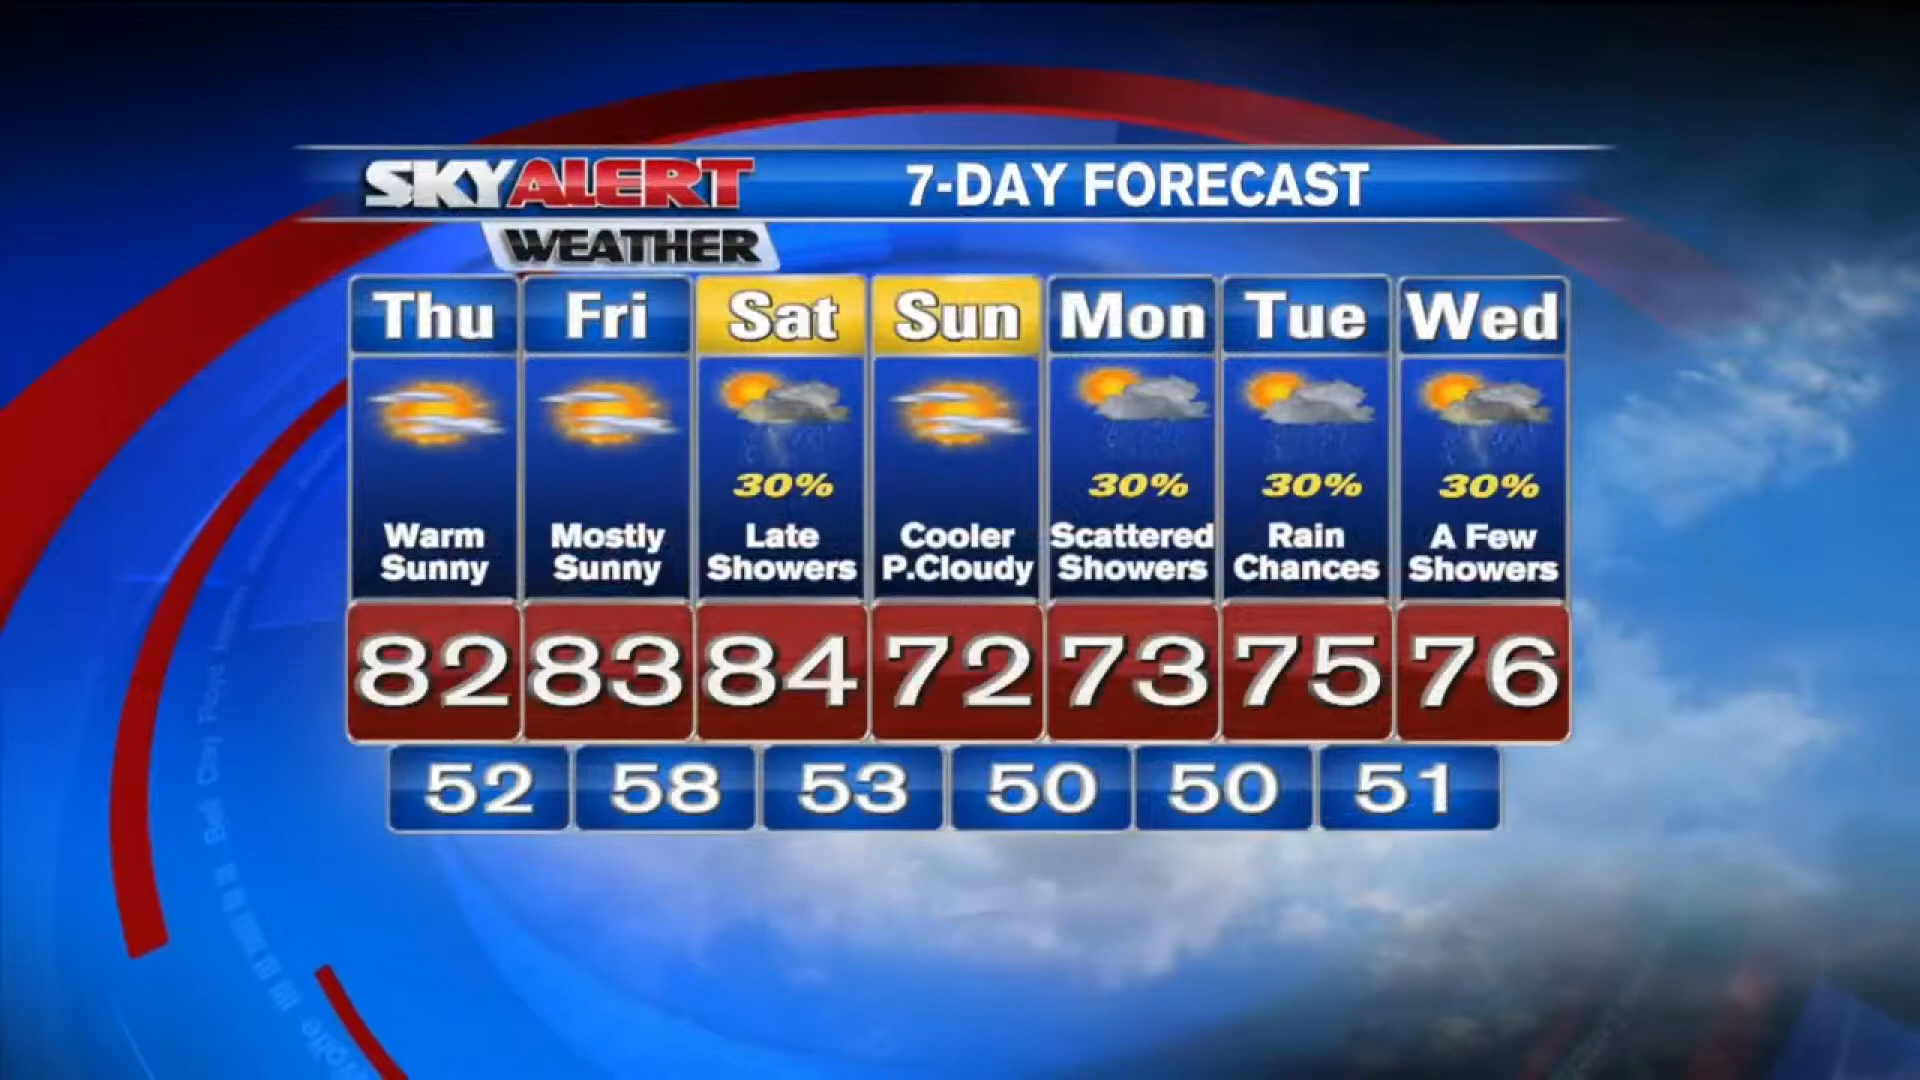 SKYALERT 7-DAY FORECAST
WEATHER
Thu Fri Sat Sun Mon Tue Wed
30% 30% 30% 30%
Warm Mostly Late Cooler Scattered Rain A Few
Sunny Sunny Showers P.Cloudy Showers Chances Showers
82 83 84 72 73 75 76
52 58 53 50 50 51